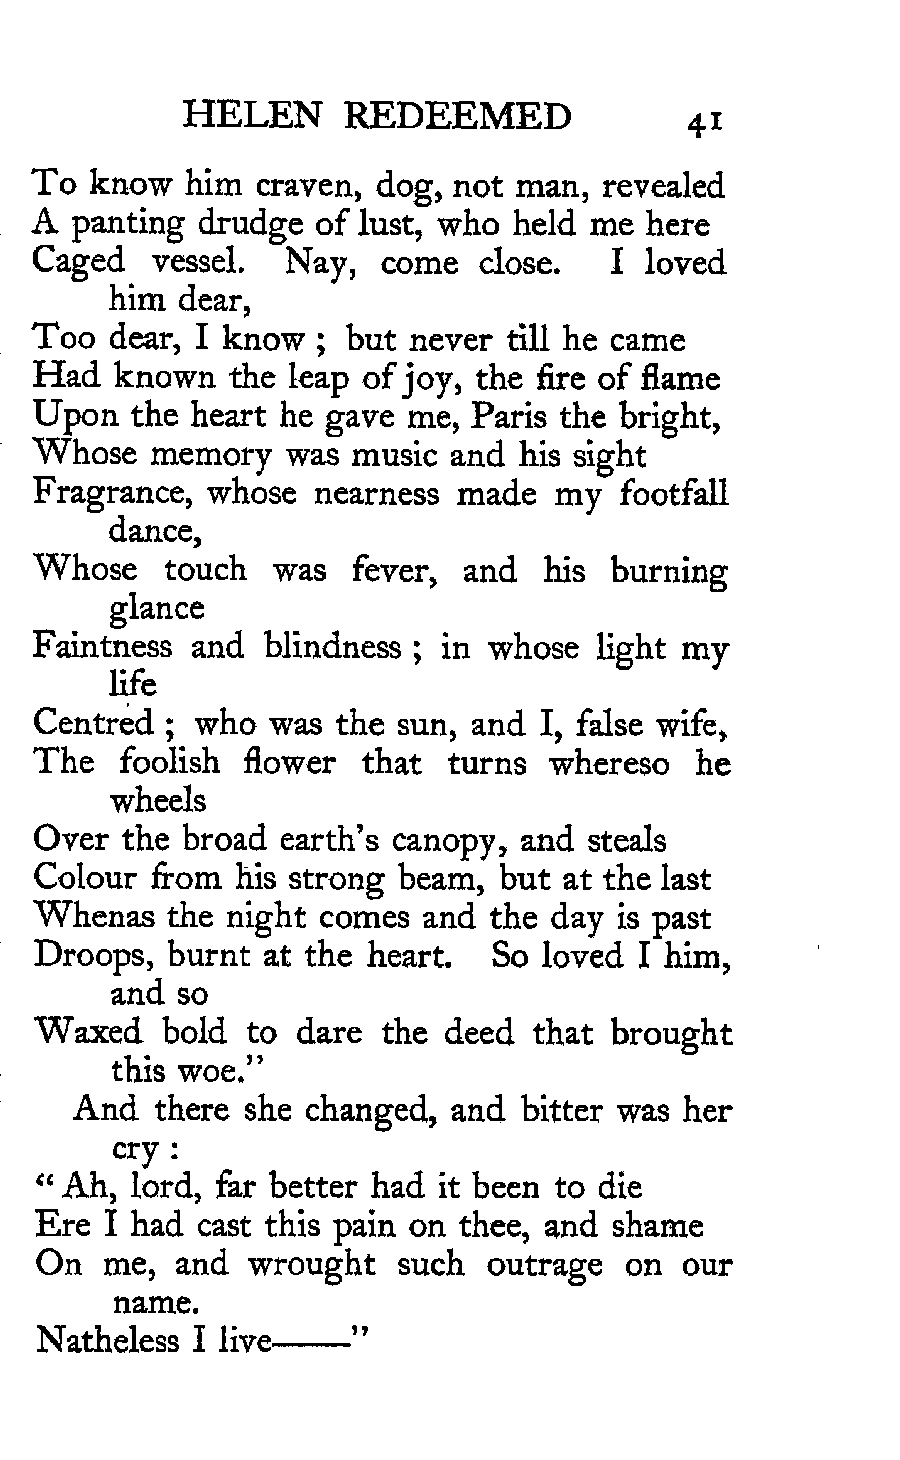 HELEN REDEEMED 41
To know him craven, dog, not man, revealed
A panting drudge of lust, who held me here
Caged vessel. Nay, come close. I loved
him dear,
Too dear, I know ; but never till he came
Had known the leap of joy, the fire of flame
Upon the heart he gave me, Paris the bright,
Whose memory was music and his sight
Fragrance, whose nearness made my footfall
dance,
Whose touch was fever, and his burning
glance
Faintness and blindness ; in whose light my
life
Centred ; who was the sun, and I, false wife,
The foolish flower that turns whereso he
wheels
Over the broad earth's canopy, and steals
Colour from his strong beam, but at the last
Whenas the night comes and the day is past
Droops, burnt at the heart. So loved I him,
and so
Waxed bold to dare the deed that brought
this woe."
And there she changed, and bitter was her
cry :
"Ah, lord, far better had it been to die
Ere I had cast this pain on thee, and shame
On me, and wrought such outrage on our
name.
Natheless I live——"